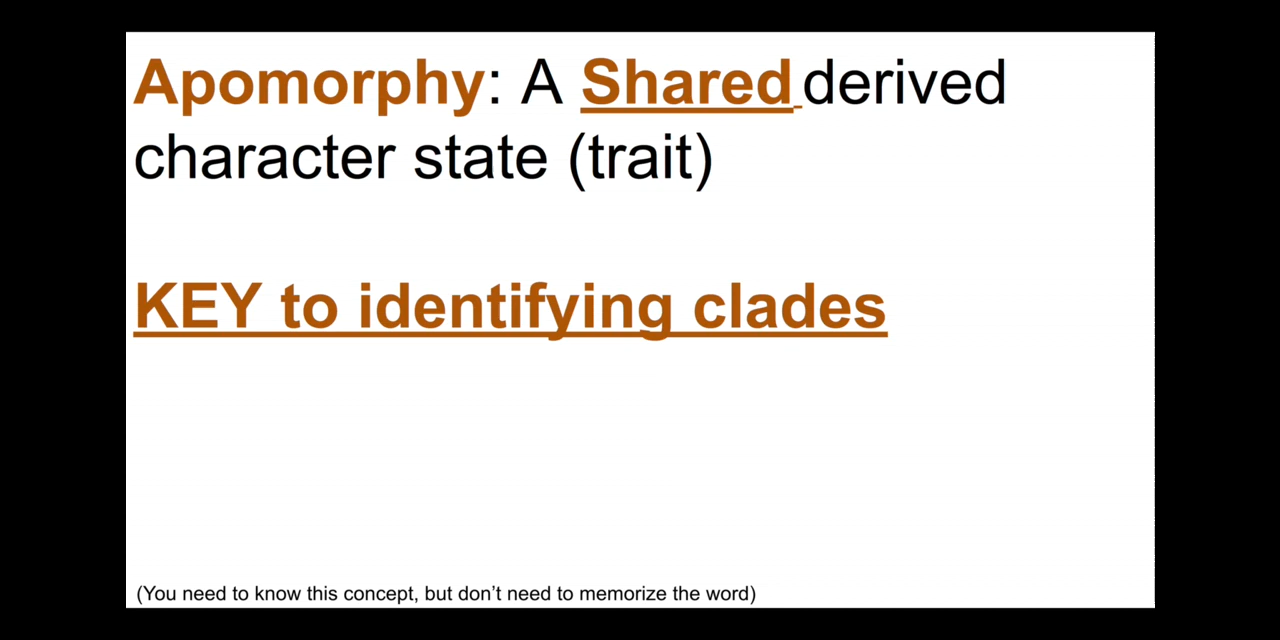 Apomorphy: A Shared derived
character state (trait)
KEY to identifying clades
(You need to know this concept, but don’t need to memorize the word)